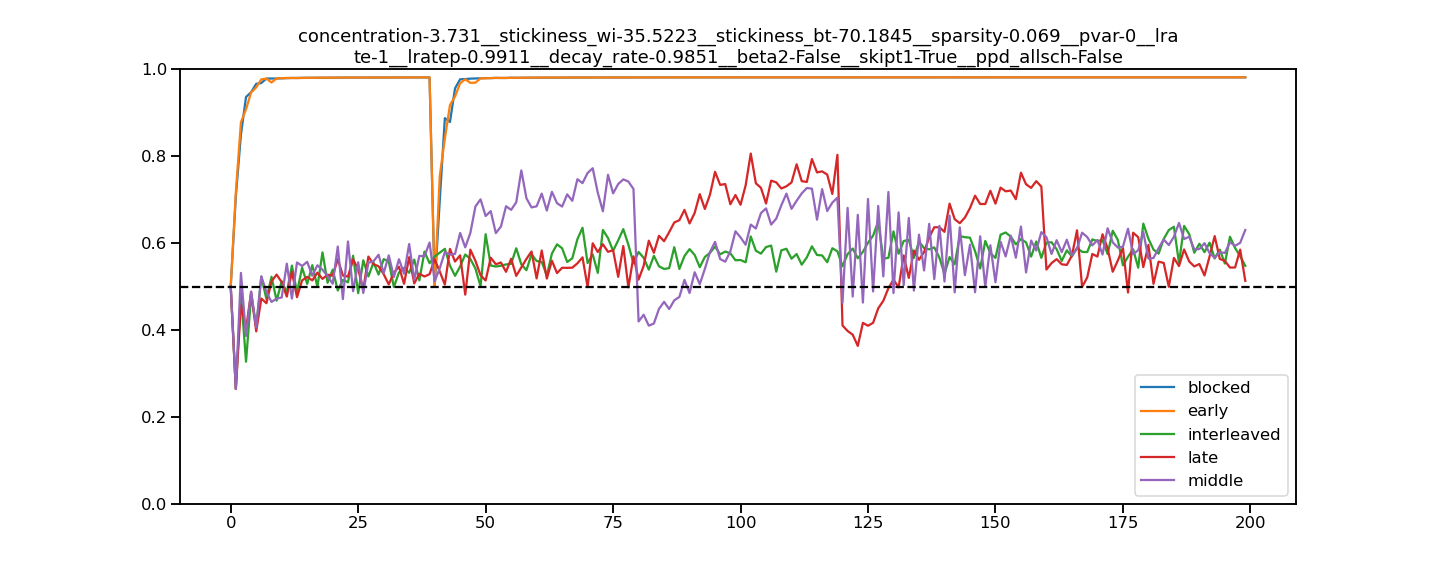 concentration-3.731__stickiness_wi-35.5223__stickiness_bt-70.1845__sparsity-0.069__pvar-0__lra
te-1__lratep-0.9911__decay_rate-0.9851__beta2-False__skipt1-True__ppd_allsch-False
1.0
0.8
0.6
0.4
0.2
0.0
blocked
early
interleaved
late
middle
0 25 50 75 100 125 150 175 200